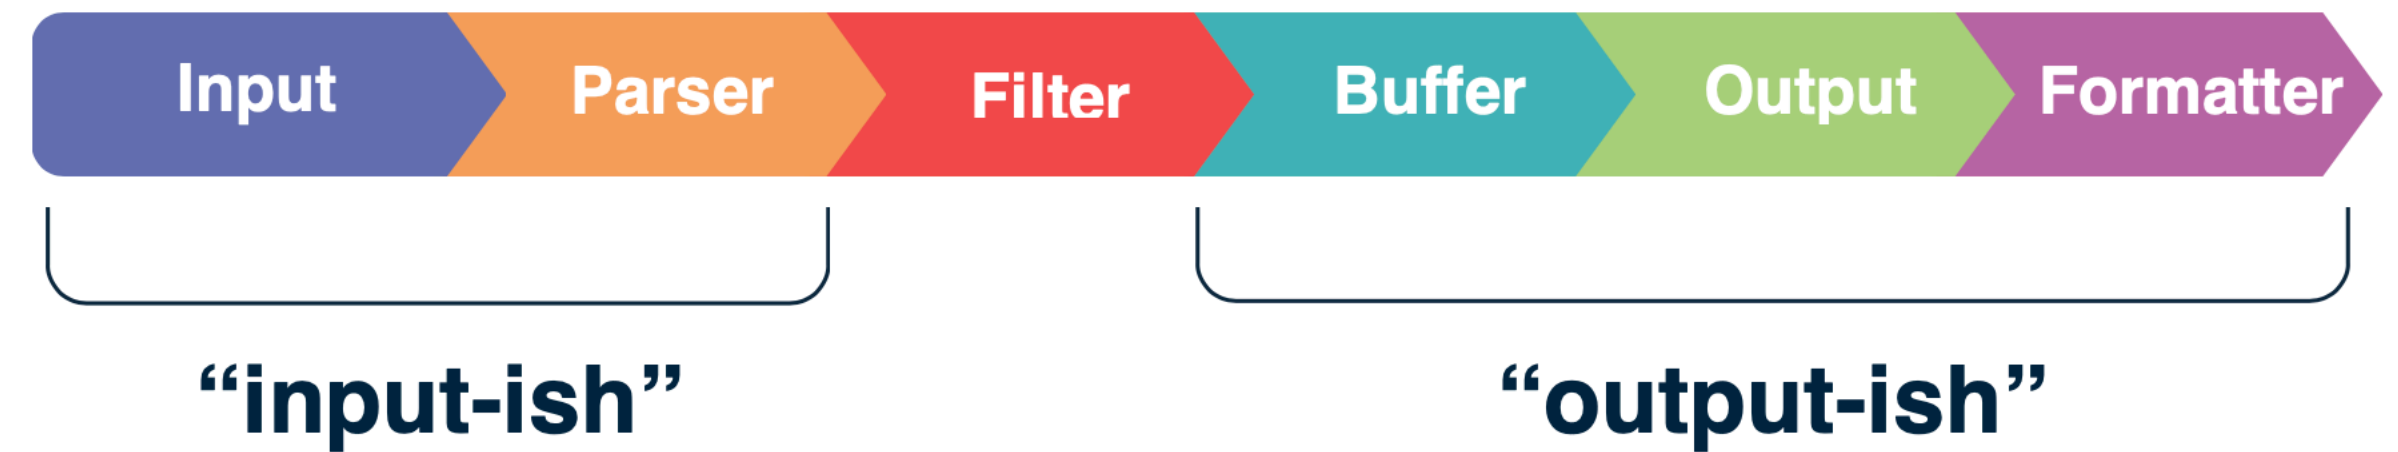 Input Parser Filter Buffer Output Formatter
“input-ish” “output-ish”